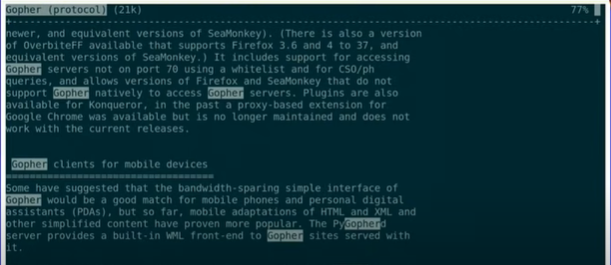 Gopher (protocol) (21k) 77%
newer, and equivalent versions of SeaMonkey). (There is also a version
of OverbiteFF available that supports Firefox 3.6 and 4 to 37, and
equivalent versions of SeaMonkey.) It includes support for accessing
Gopher servers not on port 70 using a whitelist and for CSO/ph
queries, and allows versions of Firefox and SeaMonkey that do not
support Gopher natively to access Gopher servers. Plugins are also
available for Konqueror, in the past a proxy-based extension for
Google Chrome was available but is no longer maintained and does not
work with the current releases.
Gopher clients for mobile devices
Some have suggested that the bandwidth-sparing simple interface of
Gopher would be a good match for mobile phones and personal digital
assistants (PDAs), but so far, mobile adaptations of HTML and XML and
other simplified content have proven more popular. The PyGopherd
server provides a built-in WML front-end to Gopher sites served with
it.